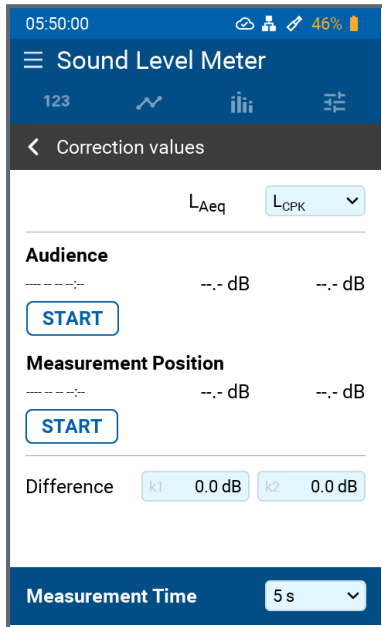 05:50:00 46%
Sound Level Meter
123
Correction values
LAeq LCPK
Audience
---- -- -- --:-- --.- dB --.- dB
START
Measurement Position
---- -- -- --:-- --.- dB --.- dB
START
Difference k1 0.0 dB k2 0.0 dB
Measurement Time 5 s